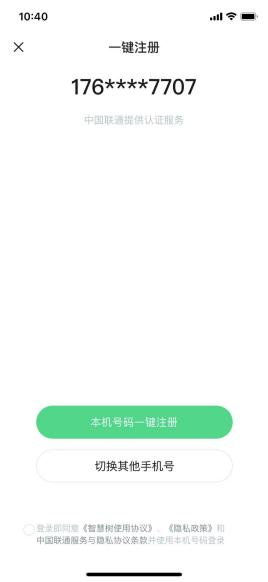 10:40
一键注册
176****7707
中国联通提供认证服务
本机号码一键注册
切换其他手机号
登录即同意《智慧树使用协议》、《隐私政策》和
中国联通服务与隐私协议条款并使用本机号码登录